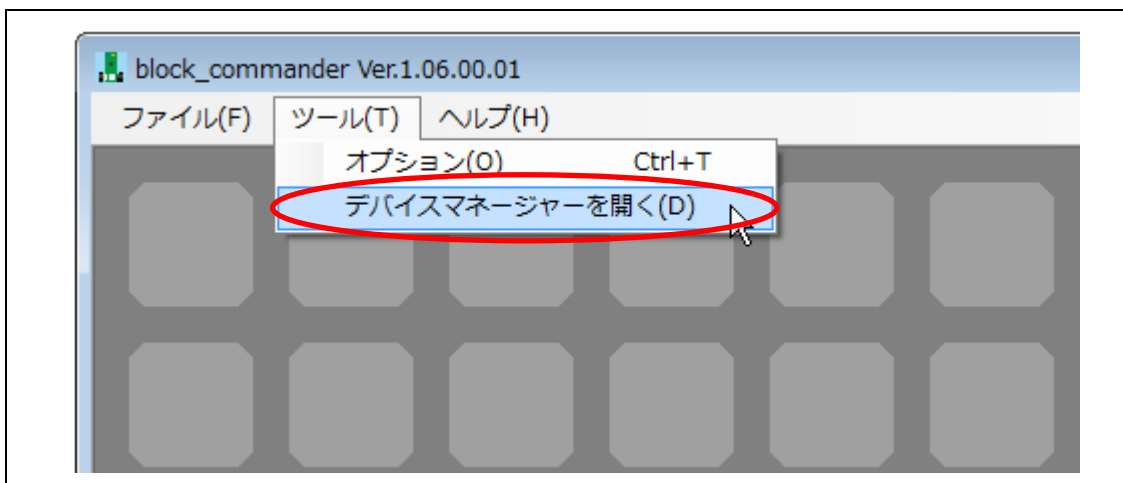 block_commander Ver.1.06.00.01
ファイル(F) ツール(T) ヘルプ(H)
オプション(O) Ctrl+T
デバイスマネージャーを開く(D)